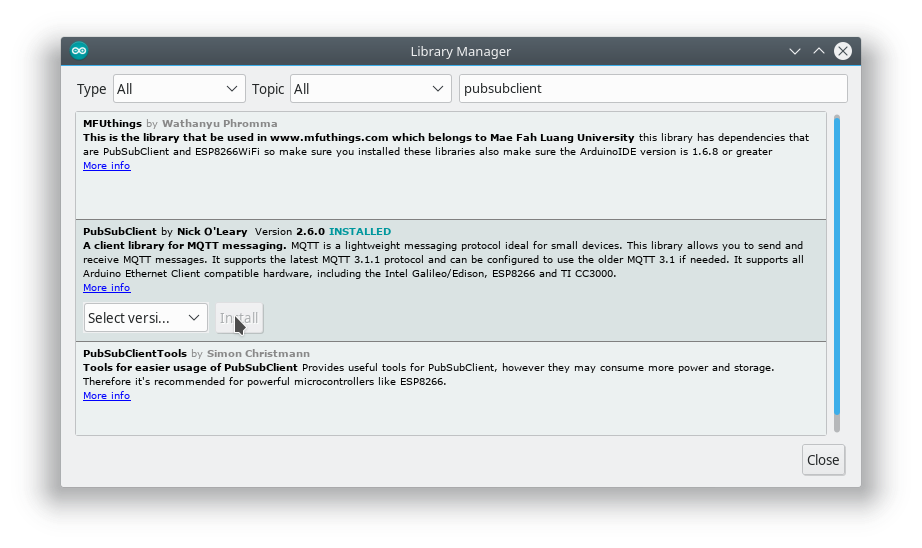 Library Manager
Type All Topic All pubsubclient
MFUthings by Wathanyu Phromma
This is the library that be used in www.mfuthings.com which belongs to Mae Fah Luang University this library has dependencies that
are PubSubClient and ESP8266WiFi so make sure you installed these libraries also make sure the ArduinoIDE version is 1.6.8 or greater
More info
PubSubClient by Nick O'Leary Version 2.6.0 INSTALLED
A client library for MQTT messaging. MQTT is a lightweight messaging protocol ideal for small devices. This library allows you to send and
receive MQTT messages. It supports the latest MQTT 3.1.1 protocol and can be configured to use the older MQTT 3.1 if needed. It supports all
Arduino Ethernet Client compatible hardware, including the Intel Galileo/Edison, ESP8266 and TI CC3000.
More info
Select versi... Install
PubSubClientTools by Simon Christmann
Tools for easier usage of PubSubClient Provides useful tools for PubSubClient, however they may consume more power and storage.
Therefore it's recommended for powerful microcontrollers like ESP8266.
More info
Close